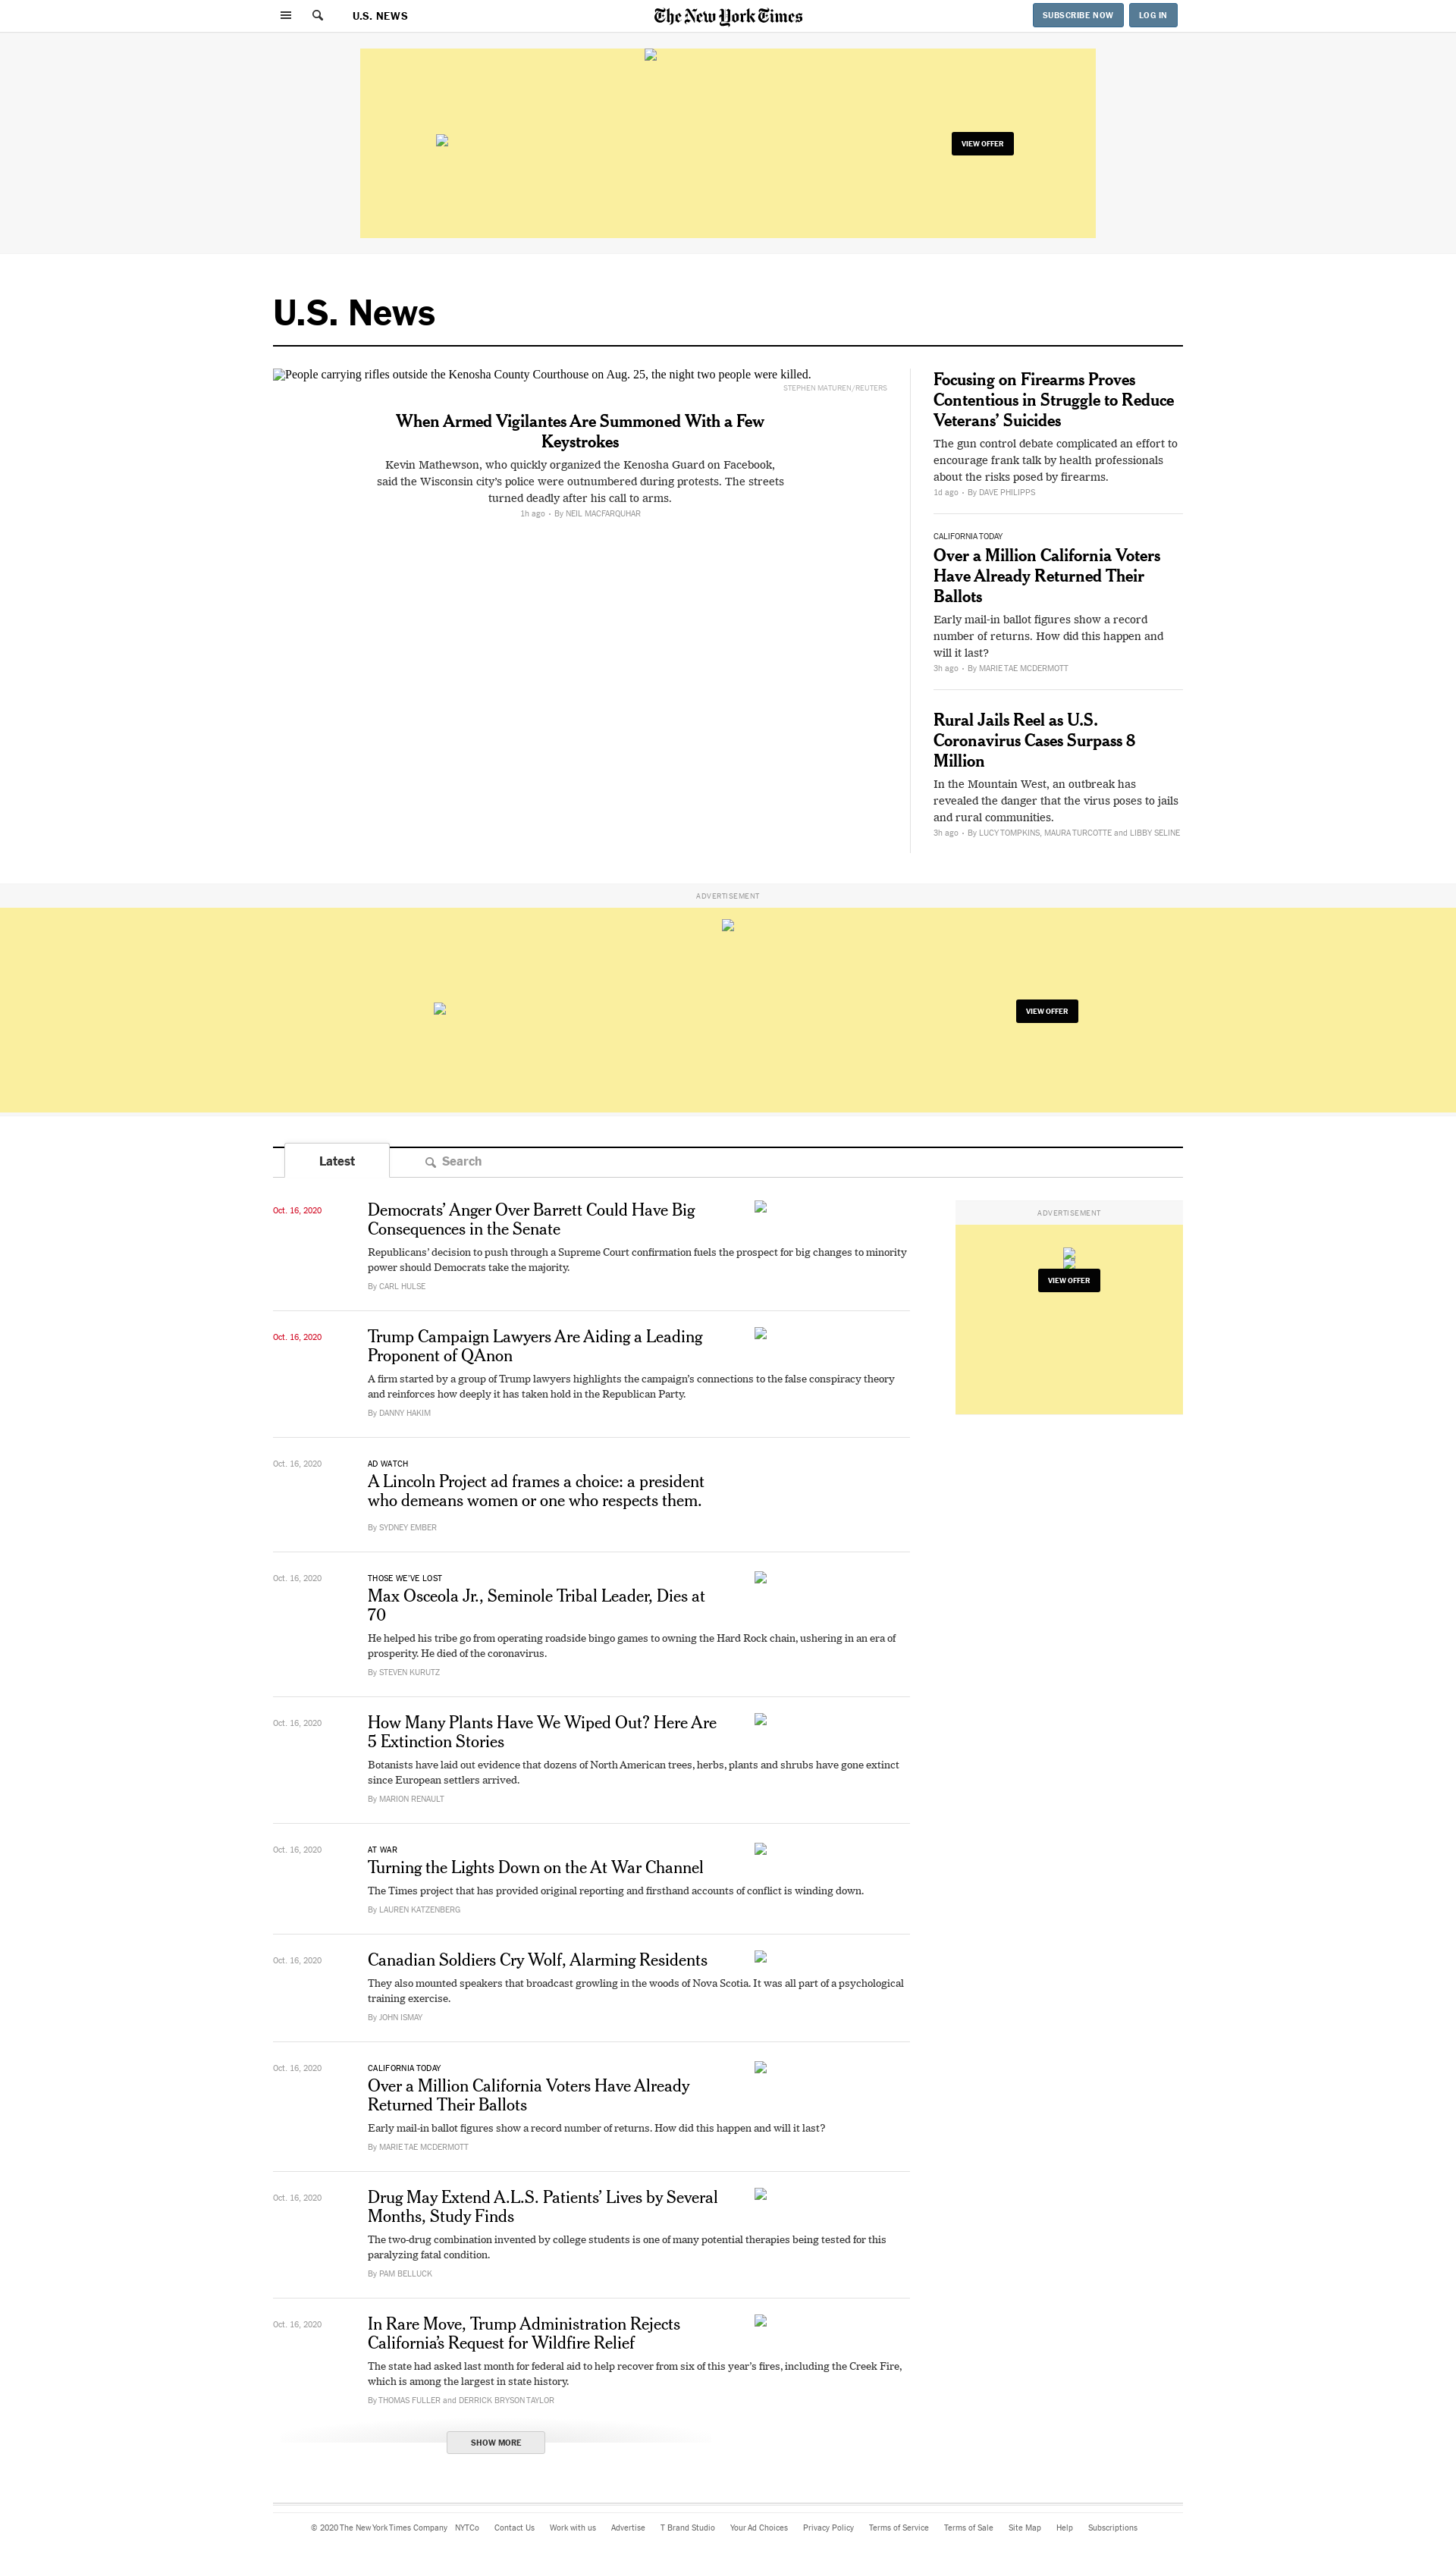 U.S. NEWS
The New York Times
SUBSCRIBE NOW
LOG IN
VIEW OFFER
U.S. News
People carrying rifles outside the Kenosha County Courthouse on Aug. 25, the night two people were killed.
STEPHEN MATUREN/REUTERS
When Armed Vigilantes Are Summoned With a Few
Keystrokes
Kevin Mathewson, who quickly organized the Kenosha Guard on Facebook,
said the Wisconsin city’s police were outnumbered during protests. The streets
turned deadly after his call to arms.
1h ago • By NEIL MACFARQUHAR
Focusing on Firearms Proves
Contentious in Struggle to Reduce
Veterans’ Suicides
The gun control debate complicated an effort to
encourage frank talk by health professionals
about the risks posed by firearms.
1d ago • By DAVE PHILIPPS
CALIFORNIA TODAY
Over a Million California Voters
Have Already Returned Their
Ballots
Early mail-in ballot figures show a record
number of returns. How did this happen and
will it last?
3h ago • By MARIE TAE MCDERMOTT
Rural Jails Reel as U.S.
Coronavirus Cases Surpass 8
Million
In the Mountain West, an outbreak has
revealed the danger that the virus poses to jails
and rural communities.
3h ago • By LUCY TOMPKINS, MAURA TURCOTTE and LIBBY SELINE
ADVERTISEMENT
VIEW OFFER
Latest
Search
Oct. 16, 2020
Democrats’ Anger Over Barrett Could Have Big
Consequences in the Senate
Republicans’ decision to push through a Supreme Court confirmation fuels the prospect for big changes to minority
power should Democrats take the majority.
By CARL HULSE
ADVERTISEMENT
VIEW OFFER
Oct. 16, 2020
Trump Campaign Lawyers Are Aiding a Leading
Proponent of QAnon
A firm started by a group of Trump lawyers highlights the campaign’s connections to the false conspiracy theory
and reinforces how deeply it has taken hold in the Republican Party.
By DANNY HAKIM
Oct. 16, 2020
AD WATCH
A Lincoln Project ad frames a choice: a president
who demeans women or one who respects them.
By SYDNEY EMBER
Oct. 16, 2020
THOSE WE’VE LOST
Max Osceola Jr., Seminole Tribal Leader, Dies at
70
He helped his tribe go from operating roadside bingo games to owning the Hard Rock chain, ushering in an era of
prosperity. He died of the coronavirus.
By STEVEN KURUTZ
Oct. 16, 2020
How Many Plants Have We Wiped Out? Here Are
5 Extinction Stories
Botanists have laid out evidence that dozens of North American trees, herbs, plants and shrubs have gone extinct
since European settlers arrived.
By MARION RENAULT
Oct. 16, 2020
AT WAR
Turning the Lights Down on the At War Channel
The Times project that has provided original reporting and firsthand accounts of conflict is winding down.
By LAUREN KATZENBERG
Oct. 16, 2020
Canadian Soldiers Cry Wolf, Alarming Residents
They also mounted speakers that broadcast growling in the woods of Nova Scotia. It was all part of a psychological
training exercise.
By JOHN ISMAY
Oct. 16, 2020
CALIFORNIA TODAY
Over a Million California Voters Have Already
Returned Their Ballots
Early mail-in ballot figures show a record number of returns. How did this happen and will it last?
By MARIE TAE MCDERMOTT
Oct. 16, 2020
Drug May Extend A.L.S. Patients’ Lives by Several
Months, Study Finds
The two-drug combination invented by college students is one of many potential therapies being tested for this
paralyzing fatal condition.
By PAM BELLUCK
Oct. 16, 2020
In Rare Move, Trump Administration Rejects
California’s Request for Wildfire Relief
The state had asked last month for federal aid to help recover from six of this year’s fires, including the Creek Fire,
which is among the largest in state history.
By THOMAS FULLER and DERRICK BRYSON TAYLOR
SHOW MORE
© 2020 The New York Times Company NYTCo Contact Us Work with us Advertise T Brand Studio Your Ad Choices Privacy Policy Terms of Service Terms of Sale Site Map Help Subscriptions